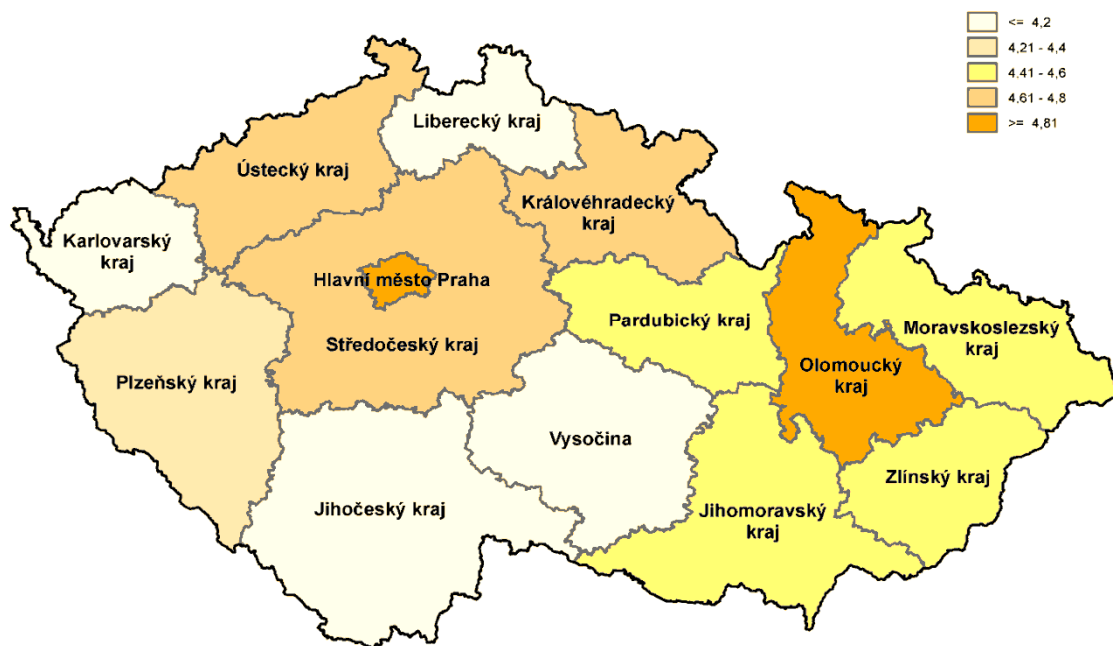 <= 4,2
4,21 - 4,4
4,41 - 4,6
4,61 - 4,8
>= 4,81
Liberecký kraj
Ústecký kraj
Královéhradecký
kraj
Karlovarský
kraj
Hlavní město Praha
Pardubický kraj
Moravskoslezský
kraj
Středočeský kraj
Olomoucký
kraj
Plzeňský kraj
Vysočina
Zlínský kraj
Jihočeský kraj
Jihomoravský
kraj